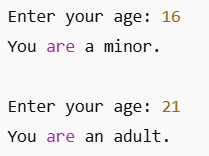 Enter your age: 16
You are a minor.
Enter your age: 21
You are an adult.